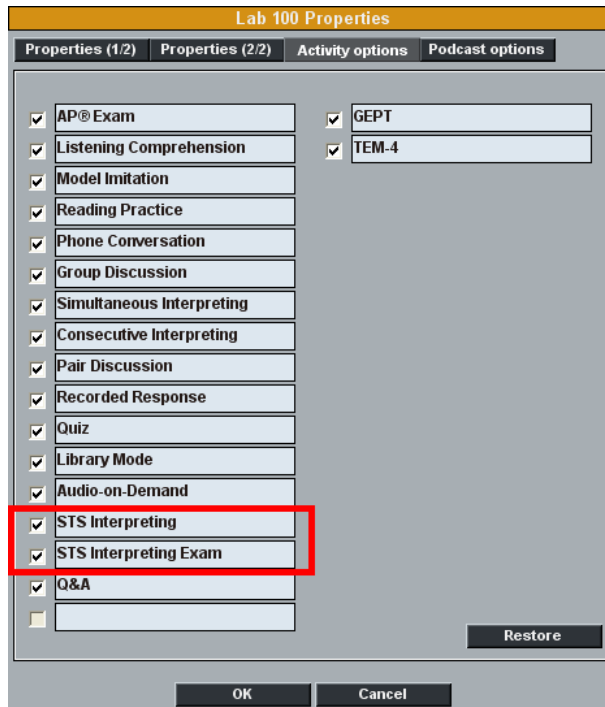 Lab 100 Properties
Properties (1/2) Properties (2/2) Activity options Podcast options
AP® Exam
Listening Comprehension
Model Imitation
Reading Practice
Phone Conversation
Group Discussion
Simultaneous Interpreting
Consecutive Interpreting
Pair Discussion
Recorded Response
Quiz
Library Mode
Audio-on-Demand
STS Interpreting
STS Interpreting Exam
Q&A
GEPT
TEM-4
Restore
OK Cancel